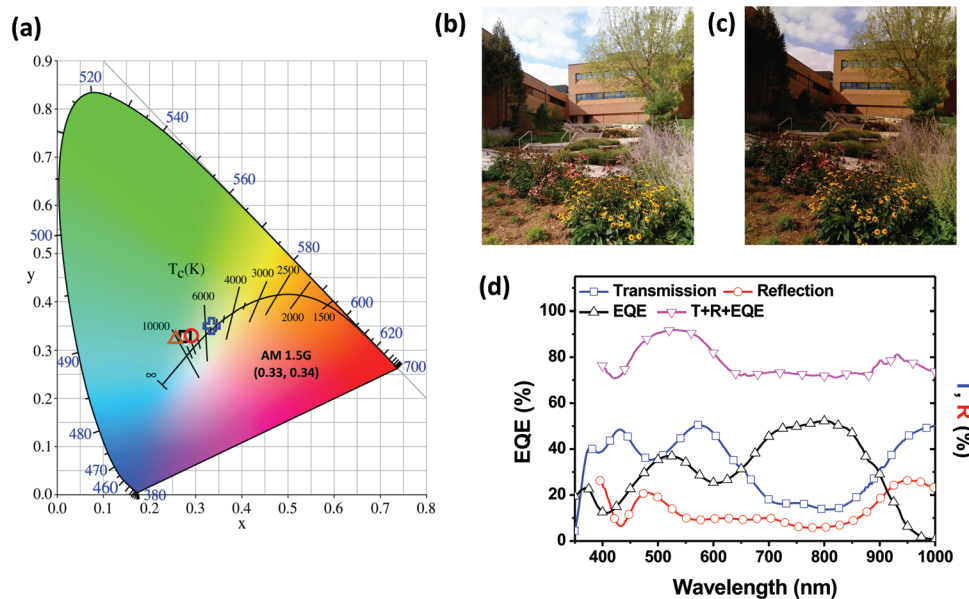 (a)
(b)
(c)
0.9
0.8
0.7
0.6
0.5
0.4
0.3
0.2
0.1
0.0
y
0.0 0.1 0.2 0.3 0.4 0.5 0.6 0.7 0.8
x
520
540
560
580
600
620
700
500
490
480
470
460
380
T_c(K)
4000 3000 2500
6000
10000
2000 1500
∞
AM 1.5G
(0.33, 0.34)
(d)
Transmission Reflection
EQE T+R+EQE
100
80
60
40
20
0
EQE (%)
T, R (%)
400 500 600 700 800 900 1000
Wavelength (nm)